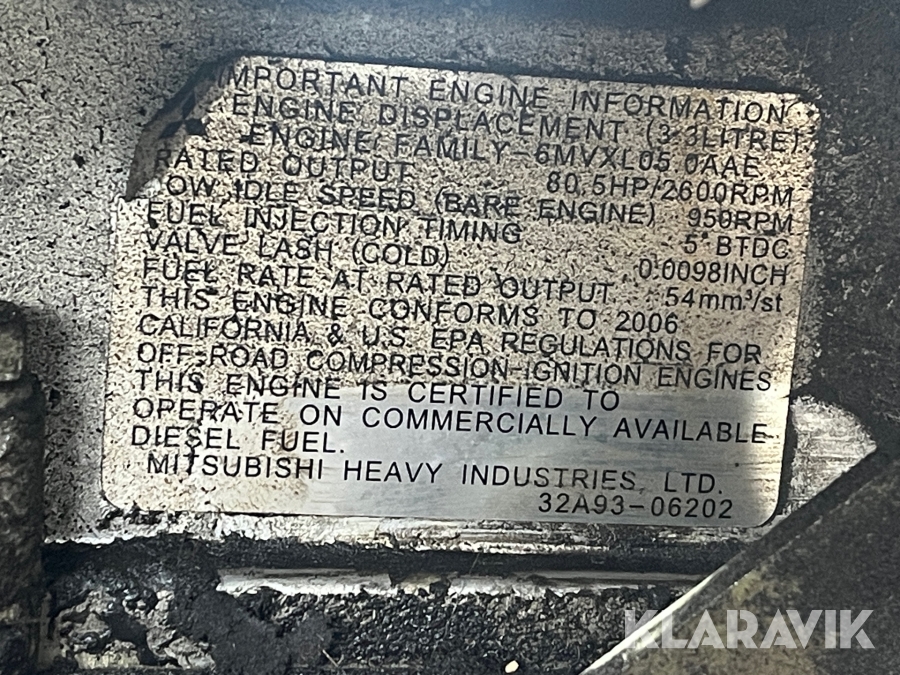 IMPORTANT ENGINE INFORMATION
ENGINE DISPLACEMENT (3.3LITRE)
ENGINE FAMILY-6MVXL05.0AAE
RATED OUTPUT 80.5HP/2600RPM
LOW IDLE SPEED (BARE ENGINE) 950RPM
FUEL INJECTION TIMING 5°BTDC
VALVE LASH (COLD) 0.0098INCH
FUEL RATE AT RATED OUTPUT 54mm³/st
THIS ENGINE CONFORMS TO 2006
CALIFORNIA & U.S. EPA REGULATIONS FOR
OFF-ROAD COMPRESSION-IGNITION ENGINES
THIS ENGINE IS CERTIFIED TO
OPERATE ON COMMERCIALLY AVAILABLE
DIESEL FUEL.
MITSUBISHI HEAVY INDUSTRIES, LTD.
32A93-06202
KLARAVIK